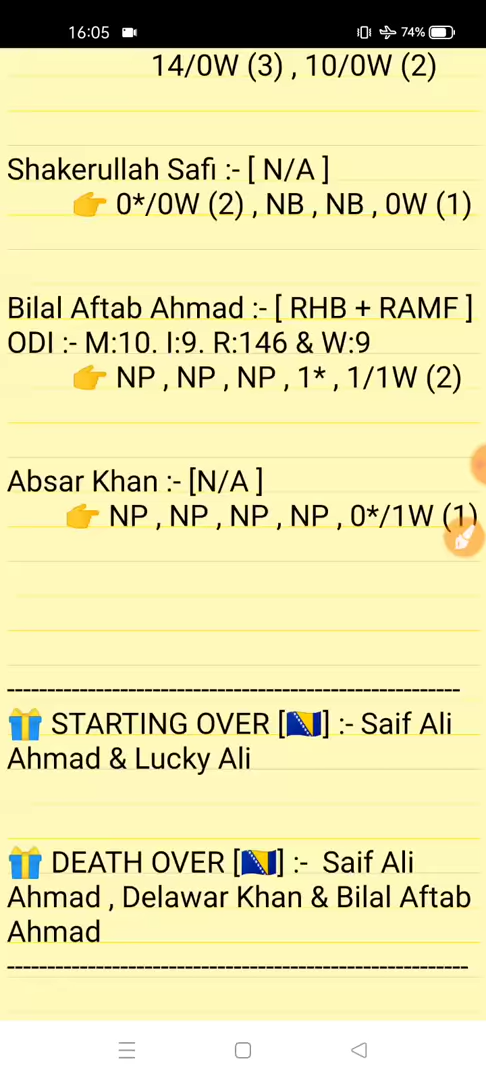 16:05 74%
14/0W (3) , 10/0W (2)
Shakerullah Safi :- [ N/A ]
👉 0*/0W (2) , NB , NB , 0W (1)
Bilal Aftab Ahmad :- [ RHB + RAMF ]
ODI :- M:10. I:9. R:146 & W:9
👉 NP , NP , NP , 1* , 1/1W (2)
Absar Khan :- [N/A ]
👉 NP , NP , NP , NP , 0*/1W (1)
---------------------------------------------------------
🎁 STARTING OVER [🇧🇦] :- Saif Ali
Ahmad & Lucky Ali
🎁 DEATH OVER [🇧🇦] :- Saif Ali
Ahmad , Delawar Khan & Bilal Aftab
Ahmad
----------------------------------------------------------